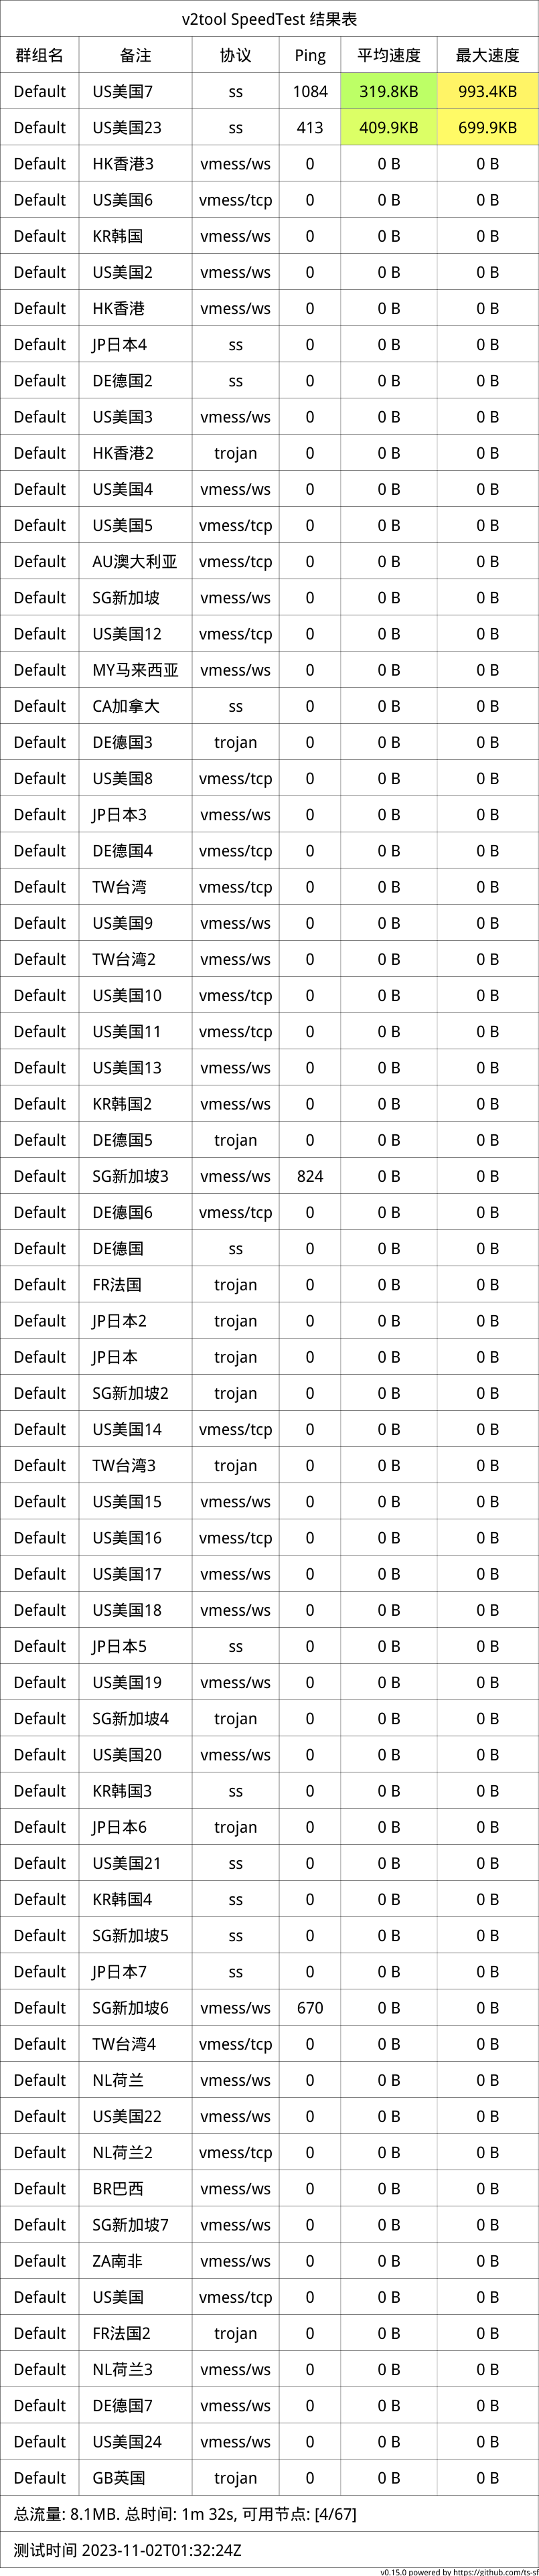 v2tool SpeedTest 结果表
群组名 备注 协议 Ping 平均速度 最大速度
Default US美国7 ss 1084 319.8KB 993.4KB
Default US美国23 ss 413 409.9KB 699.9KB
Default HK香港3 vmess/ws 0 0 B 0 B
Default US美国6 vmess/tcp 0 0 B 0 B
Default KR韩国 vmess/ws 0 0 B 0 B
Default US美国2 vmess/ws 0 0 B 0 B
Default HK香港 vmess/ws 0 0 B 0 B
Default JP日本4 ss 0 0 B 0 B
Default DE德国2 ss 0 0 B 0 B
Default US美国3 vmess/ws 0 0 B 0 B
Default HK香港2 trojan 0 0 B 0 B
Default US美国4 vmess/ws 0 0 B 0 B
Default US美国5 vmess/tcp 0 0 B 0 B
Default AU澳大利亚 vmess/tcp 0 0 B 0 B
Default SG新加坡 vmess/ws 0 0 B 0 B
Default US美国12 vmess/tcp 0 0 B 0 B
Default MY马来西亚 vmess/ws 0 0 B 0 B
Default CA加拿大 ss 0 0 B 0 B
Default DE德国3 trojan 0 0 B 0 B
Default US美国8 vmess/tcp 0 0 B 0 B
Default JP日本3 vmess/ws 0 0 B 0 B
Default DE德国4 vmess/tcp 0 0 B 0 B
Default TW台湾 vmess/tcp 0 0 B 0 B
Default US美国9 vmess/ws 0 0 B 0 B
Default TW台湾2 vmess/ws 0 0 B 0 B
Default US美国10 vmess/tcp 0 0 B 0 B
Default US美国11 vmess/tcp 0 0 B 0 B
Default US美国13 vmess/ws 0 0 B 0 B
Default KR韩国2 vmess/ws 0 0 B 0 B
Default DE德国5 trojan 0 0 B 0 B
Default SG新加坡3 vmess/ws 824 0 B 0 B
Default DE德国6 vmess/tcp 0 0 B 0 B
Default DE德国 ss 0 0 B 0 B
Default FR法国 trojan 0 0 B 0 B
Default JP日本2 trojan 0 0 B 0 B
Default JP日本 trojan 0 0 B 0 B
Default SG新加坡2 trojan 0 0 B 0 B
Default US美国14 vmess/tcp 0 0 B 0 B
Default TW台湾3 trojan 0 0 B 0 B
Default US美国15 vmess/ws 0 0 B 0 B
Default US美国16 vmess/tcp 0 0 B 0 B
Default US美国17 vmess/ws 0 0 B 0 B
Default US美国18 vmess/ws 0 0 B 0 B
Default JP日本5 ss 0 0 B 0 B
Default US美国19 vmess/ws 0 0 B 0 B
Default SG新加坡4 trojan 0 0 B 0 B
Default US美国20 vmess/ws 0 0 B 0 B
Default KR韩国3 ss 0 0 B 0 B
Default JP日本6 trojan 0 0 B 0 B
Default US美国21 ss 0 0 B 0 B
Default KR韩国4 ss 0 0 B 0 B
Default SG新加坡5 ss 0 0 B 0 B
Default JP日本7 ss 0 0 B 0 B
Default SG新加坡6 vmess/ws 670 0 B 0 B
Default TW台湾4 vmess/tcp 0 0 B 0 B
Default NL荷兰 vmess/ws 0 0 B 0 B
Default US美国22 vmess/ws 0 0 B 0 B
Default NL荷兰2 vmess/tcp 0 0 B 0 B
Default BR巴西 vmess/ws 0 0 B 0 B
Default SG新加坡7 vmess/ws 0 0 B 0 B
Default ZA南非 vmess/ws 0 0 B 0 B
Default US美国 vmess/tcp 0 0 B 0 B
Default FR法国2 trojan 0 0 B 0 B
Default NL荷兰3 vmess/ws 0 0 B 0 B
Default DE德国7 vmess/ws 0 0 B 0 B
Default US美国24 vmess/ws 0 0 B 0 B
Default GB英国 trojan 0 0 B 0 B
总流量: 8.1MB. 总时间: 1m 32s, 可用节点: [4/67]
测试时间 2023-11-02T01:32:24Z
v0.15.0 powered by https://github.com/ts-sf